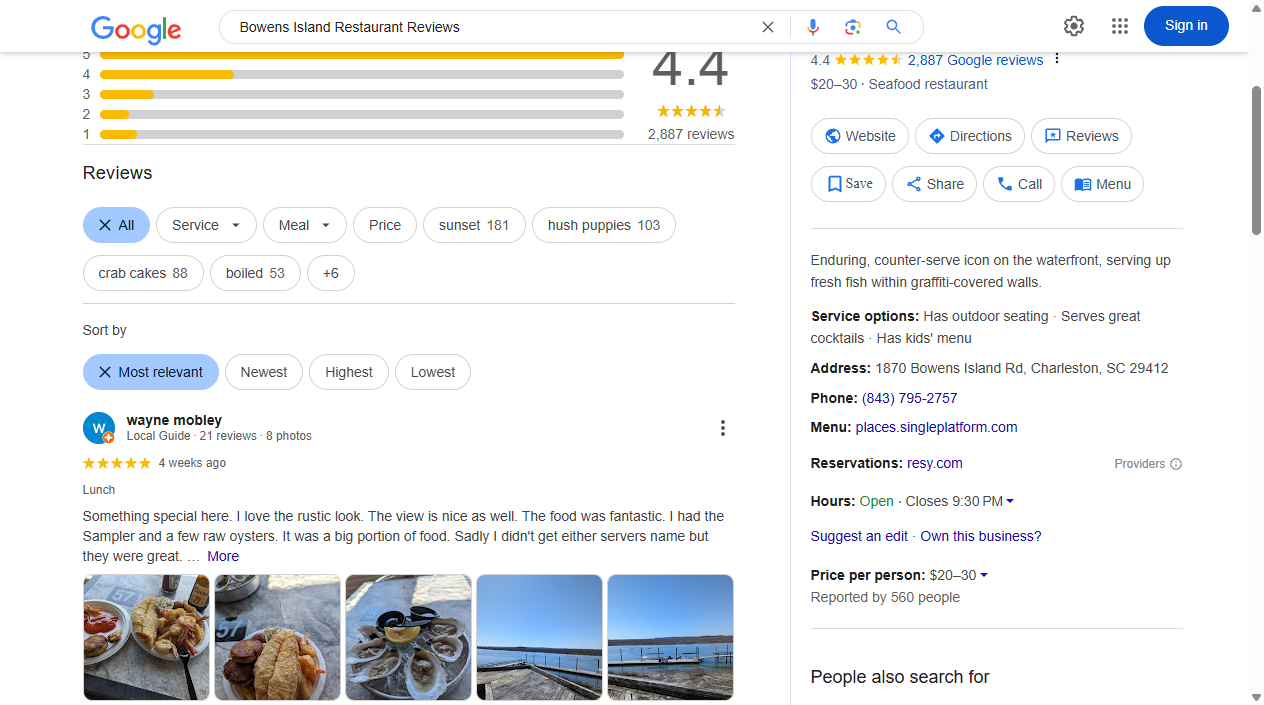 Google
Bowens Island Restaurant Reviews
Sign in
5
4
3
2
1
4.4
2,887 reviews
Reviews
All
Service
Meal
Price
sunset 181
hush puppies 103
crab cakes 88
boiled 53
+6
Sort by
Most relevant
Newest
Highest
Lowest
W
wayne mobley
Local Guide · 21 reviews · 8 photos
4 weeks ago
Lunch
Something special here. I love the rustic look. The view is nice as well. The food was fantastic. I had the
Sampler and a few raw oysters. It was a big portion of food. Sadly I didn't get either servers name but
they were great. … More
57
57
4.4 2,887 Google reviews
$20–30 · Seafood restaurant
Website
Directions
Reviews
Save
Share
Call
Menu
Enduring, counter-serve icon on the waterfront, serving up
fresh fish within graffiti-covered walls.
Service options: Has outdoor seating · Serves great
cocktails · Has kids' menu
Address: 1870 Bowens Island Rd, Charleston, SC 29412
Phone: (843) 795-2757
Menu: places.singleplatform.com
Reservations: resy.com
Providers
Hours: Open · Closes 9:30 PM
Suggest an edit · Own this business?
Price per person: $20–30
Reported by 560 people
People also search for